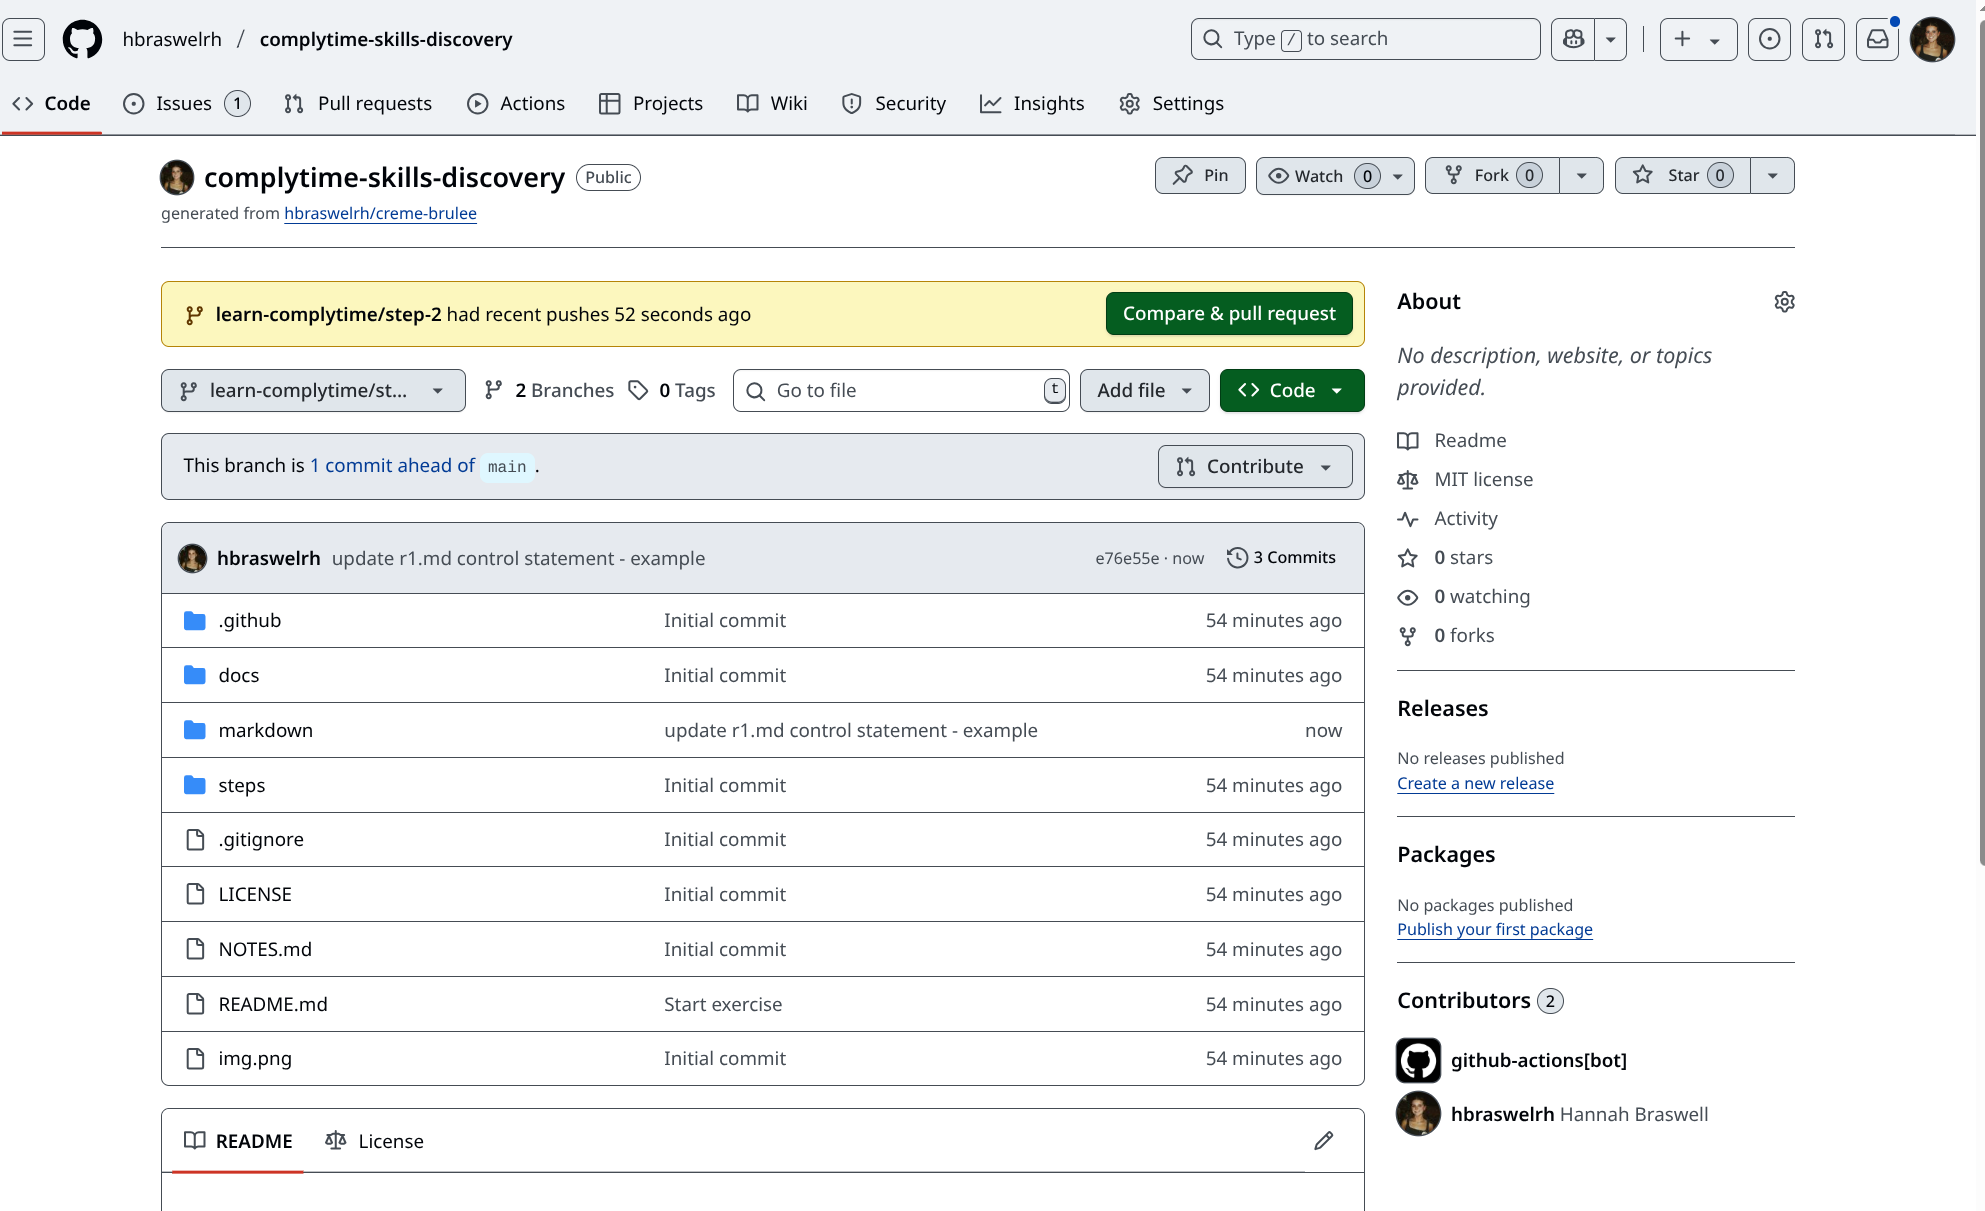 hbraswelrh / complytime-skills-discovery
Type / to search
Code
Issues 1
Pull requests
Actions
Projects
Wiki
Security
Insights
Settings
complytime-skills-discovery Public
generated from hbraswelrh/creme-brulee
Pin
Watch 0
Fork 0
Star 0
learn-complytime/step-2 had recent pushes 52 seconds ago
Compare & pull request
learn-complytime/st...
2 Branches
0 Tags
Go to file t
Add file
Code
This branch is 1 commit ahead of main .
Contribute
hbraswelrh update r1.md control statement - example e76e55e · now 3 Commits
.github Initial commit 54 minutes ago
docs Initial commit 54 minutes ago
markdown update r1.md control statement - example now
steps Initial commit 54 minutes ago
.gitignore Initial commit 54 minutes ago
LICENSE Initial commit 54 minutes ago
NOTES.md Initial commit 54 minutes ago
README.md Start exercise 54 minutes ago
img.png Initial commit 54 minutes ago
README
License
About
No description, website, or topics
provided.
Readme
MIT license
Activity
0 stars
0 watching
0 forks
Releases
No releases published
Create a new release
Packages
No packages published
Publish your first package
Contributors 2
github-actions[bot]
hbraswelrh Hannah Braswell